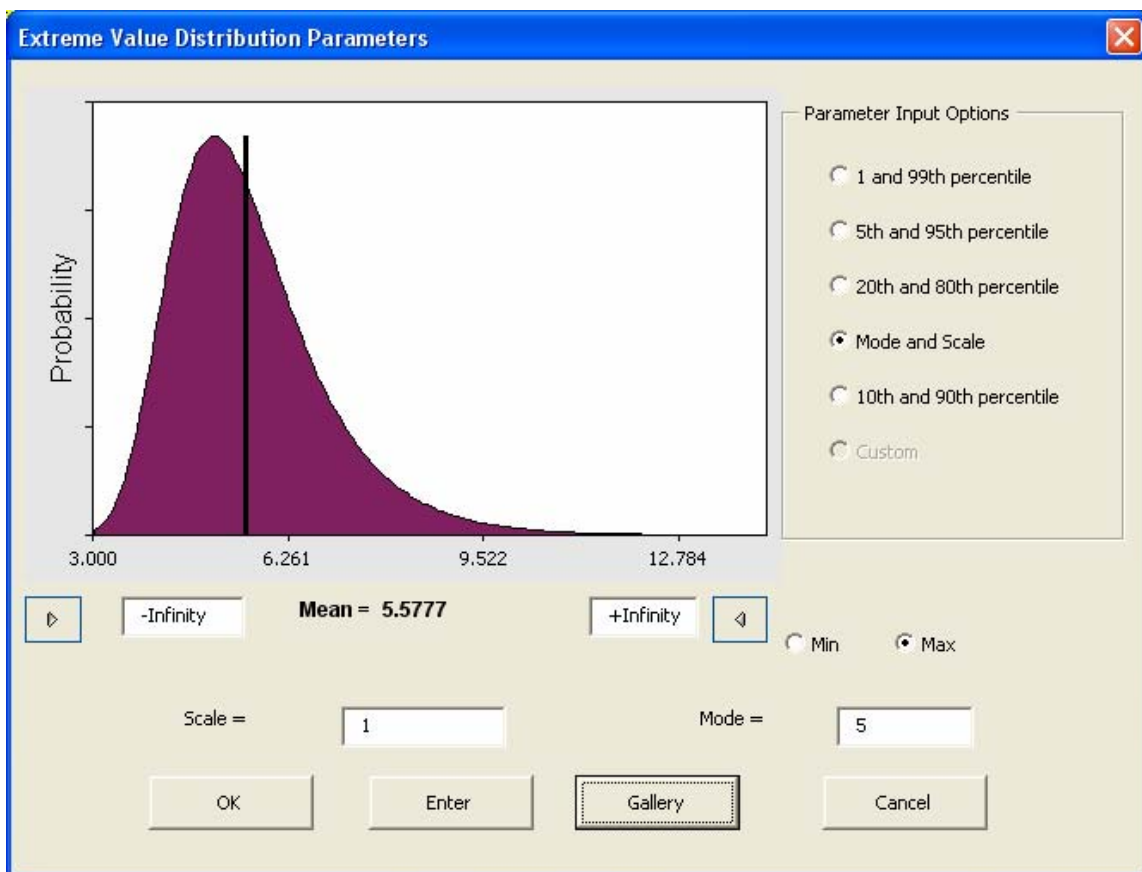 Extreme Value Distribution Parameters
Probability
3.000 6.261 9.522 12.784
-Infinity Mean = 5.5777 +Infinity
Parameter Input Options
1 and 99th percentile
5th and 95th percentile
20th and 80th percentile
Mode and Scale
10th and 90th percentile
Custom
Min Max
Scale = 1 Mode = 5
OK Enter Gallery Cancel